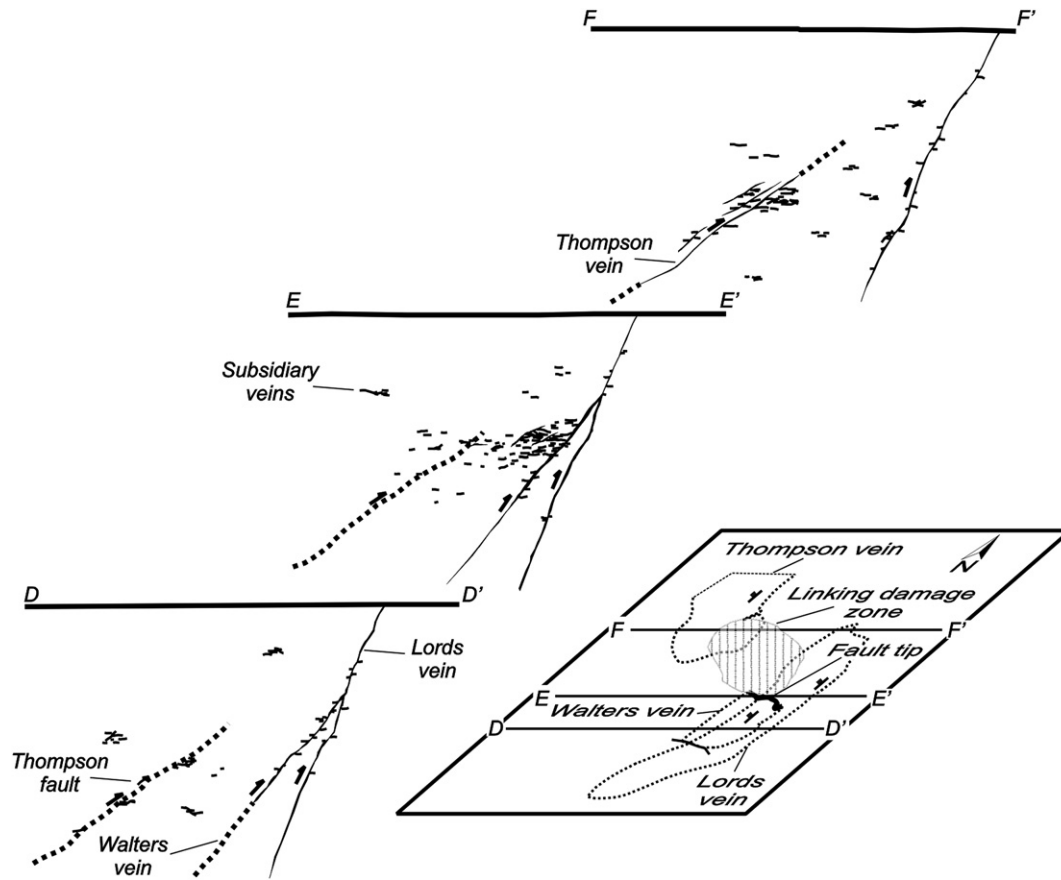 F F'
Thompson
vein
E E'
Subsidiary
veins
D D'
Lords
vein
Thompson
fault
Walters
vein
N
Thompson vein
Linking damage
zone
F F'
Fault tip
E E'
Walters vein
D D'
Lords
vein